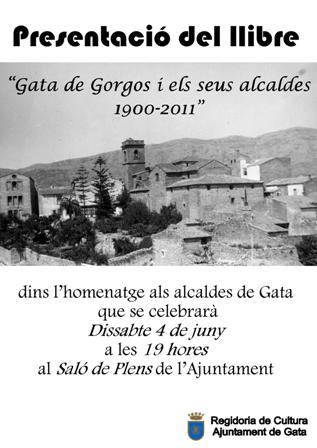 Presentació del llibre
“Gata de Gorgos i els seus alcaldes
1900-2011”
dins l’homenatge als alcaldes de Gata
que se celebrarà
Dissabte 4 de juny
a les 19 hores
al Saló de Plens de l’Ajuntament
Regidoria de Cultura
Ajuntament de Gata